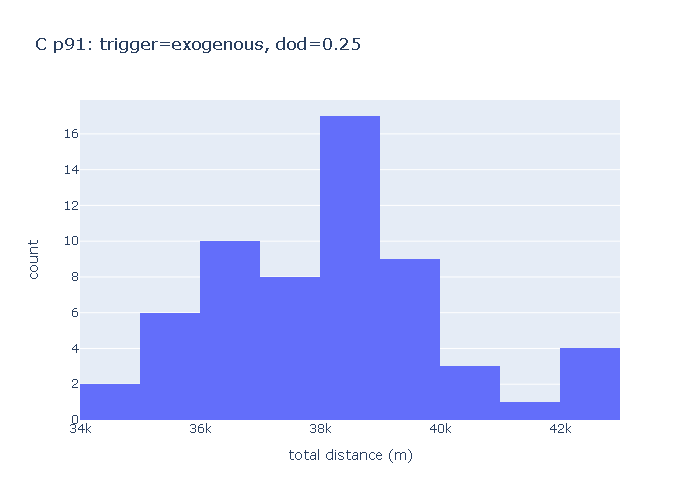 C p91: trigger=exogenous, dod=0.25
16
14
12
10
8
6
4
2
0
count
34k 36k 38k 40k 42k
total distance (m)